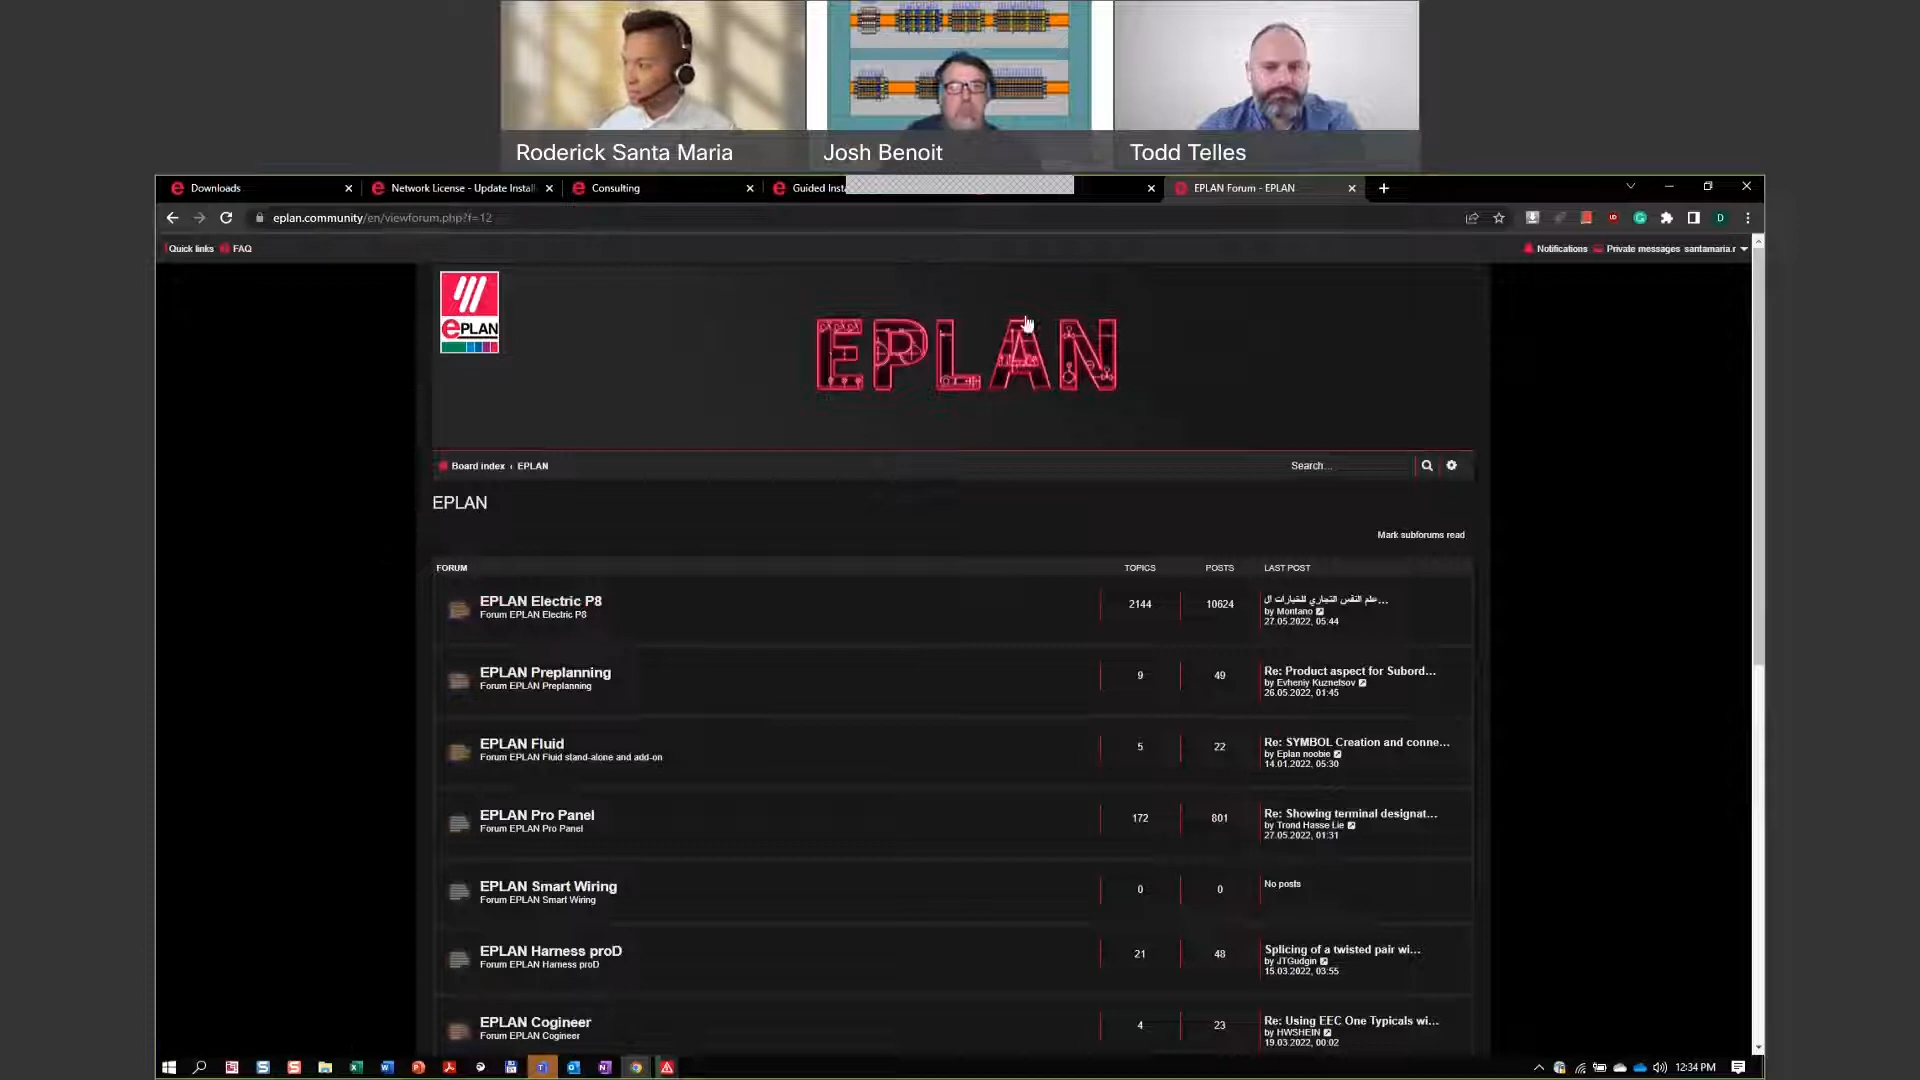 Roderick Santa Maria
Josh Benoit
Todd Telles
Downloads
Network License - Update Instal
Consulting
Guided Inst
EPLAN Forum - EPLAN
eplan.community/en/viewforum.php?f=12
D
Quick links
FAQ
Notifications
Private messages
santamaria.r
ePLAN
EPLAN
Board index ‹ EPLAN
Search…
EPLAN
Mark subforums read
FORUM
TOPICS
POSTS
LAST POST
EPLAN Electric P8
Forum EPLAN Electric P8
2144
10624
علم النفس التجاري للخيارات ال…
by Montano
27.05.2022, 05:44
EPLAN Preplanning
Forum EPLAN Preplanning
9
49
Re: Product aspect for Subord…
by Evheniy Kuznetsov
26.05.2022, 01:45
EPLAN Fluid
Forum EPLAN Fluid stand-alone and add-on
5
22
Re: SYMBOL Creation and conne…
by Eplan noobie
14.01.2022, 05:30
EPLAN Pro Panel
Forum EPLAN Pro Panel
172
801
Re: Showing terminal designat…
by Trond Hasse Lie
27.05.2022, 01:31
EPLAN Smart Wiring
Forum EPLAN Smart Wiring
0
0
No posts
EPLAN Harness proD
Forum EPLAN Harness proD
21
48
Splicing of a twisted pair wi…
by JTGudgin
15.03.2022, 03:55
EPLAN Cogineer
Forum EPLAN Cogineer
4
23
Re: Using EEC One Typicals wi…
by HWSHEIN
19.03.2022, 00:02
12:34 PM